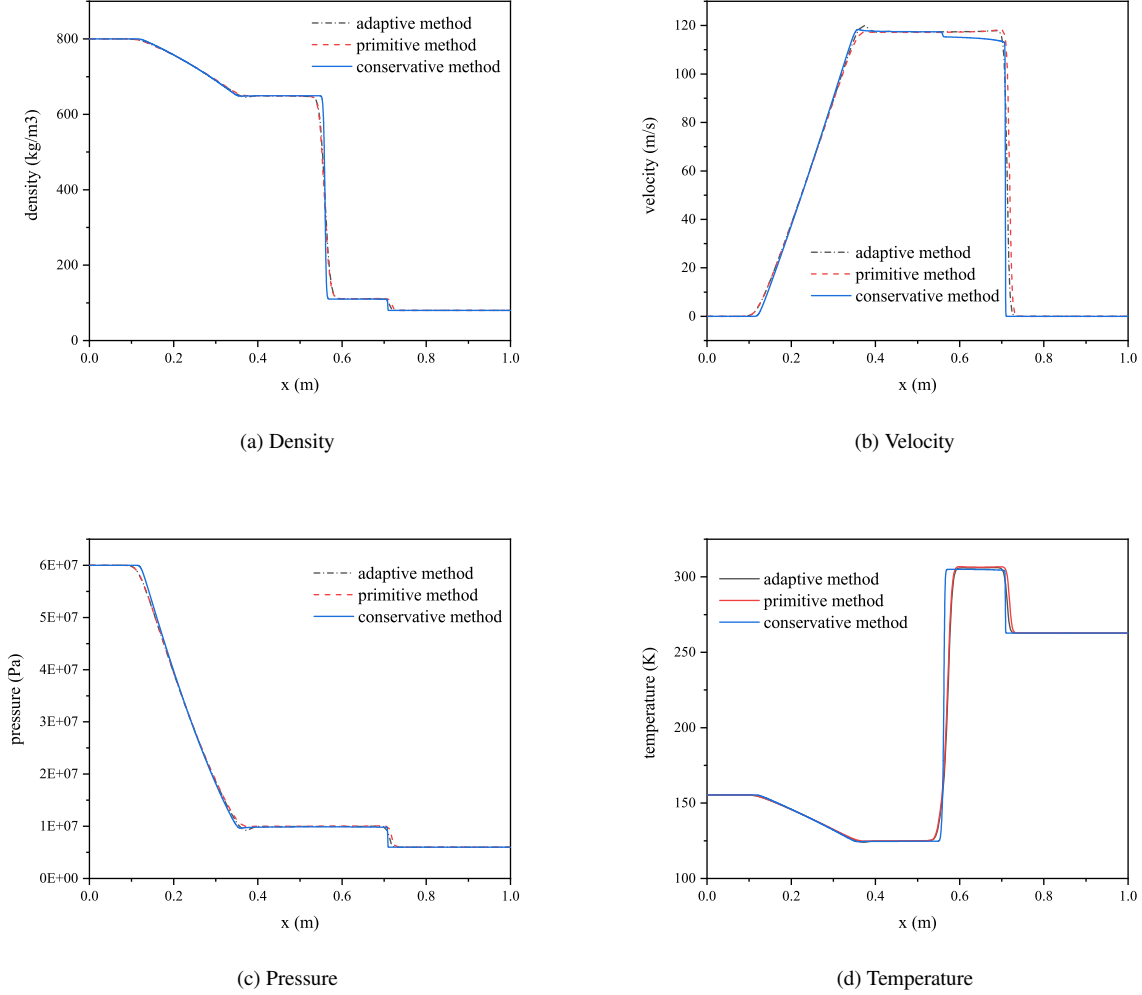 adaptive method
primitive method
conservative method
800
600
400
200
0
density (kg/m3)
0.0 0.2 0.4 0.6 0.8 1.0
x (m)
(a) Density
120
100
80
60
40
20
0
velocity (m/s)
adaptive method
primitive method
conservative method
0.0 0.2 0.4 0.6 0.8 1.0
x (m)
(b) Velocity
6E+07
5E+07
4E+07
3E+07
2E+07
1E+07
0E+00
pressure (Pa)
adaptive method
primitive method
conservative method
0.0 0.2 0.4 0.6 0.8 1.0
x (m)
(c) Pressure
300
250
200
150
100
temperature (K)
adaptive method
primitive method
conservative method
0.0 0.2 0.4 0.6 0.8 1.0
x (m)
(d) Temperature